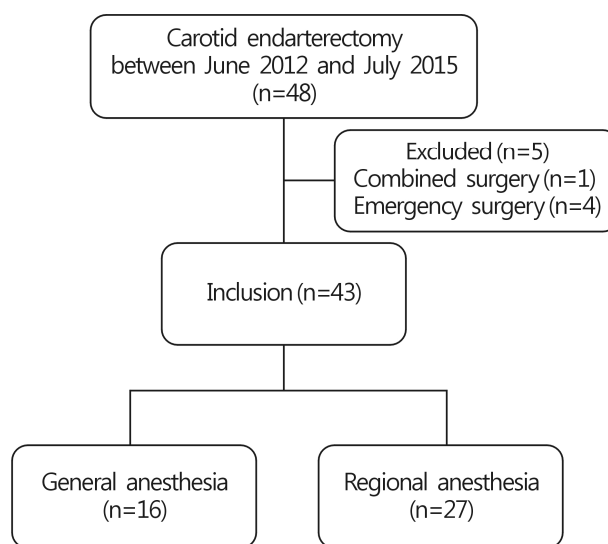 Carotid endarterectomy
between June 2012 and July 2015
(n=48)
Excluded (n=5)
Combined surgery (n=1)
Emergency surgery (n=4)
Inclusion (n=43)
General anesthesia
(n=16)
Regional anesthesia
(n=27)